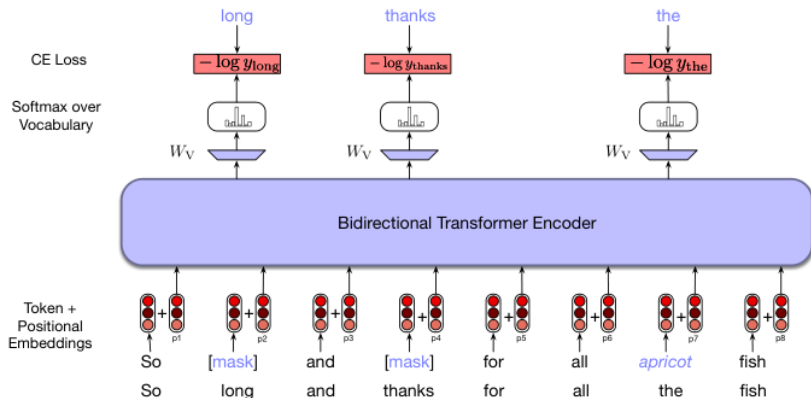 long thanks the
CE Loss − log y_long − log y_thanks − log y_the
Softmax over
Vocabulary
W_V W_V W_V
Bidirectional Transformer Encoder
Token +
Positional
Embeddings
+ + + + + + + +
p1 p2 p3 p4 p5 p6 p7 p8
So [mask] and [mask] for all apricot fish
So long and thanks for all the fish